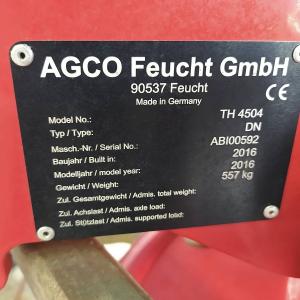 AGCO Feucht GmbH
90537 Feucht
Made in Germany
CE
Model No.: TH 4504
Typ / Type: DN
Masch.-Nr. / Serial No.: ABI00592
Baujahr / Built in: 2016
Modelljahr / model year: 2016
Gewicht / Weight: 557 kg
Zul. Gesamtgewicht / Admis. total weight:
Zul. Achslast / Admis. axle load:
Zul. Stützlast / Admis. supported load: